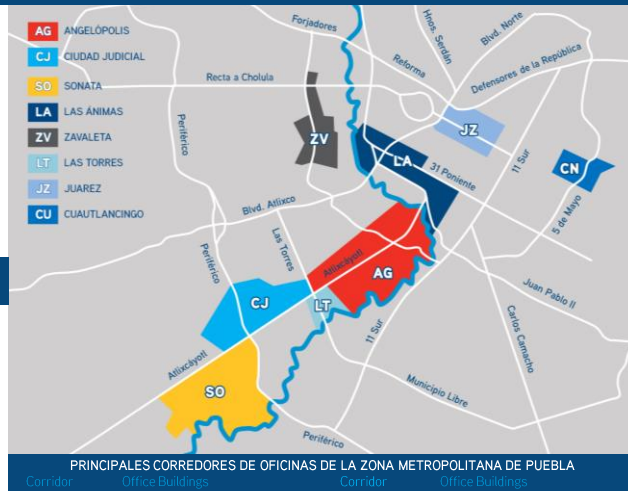 AG ANGELÓPOLIS
CJ CIUDAD JUDICIAL
SO SONATA
LA LAS ÁNIMAS
ZV ZAVALETA
LT LAS TORRES
JZ JUAREZ
CU CUAUTLANCINGO
Forjadores
Hnos. Serdán
Blvd. Norte
Reforma
Defensores de la República
Recta a Cholula
Periférico
ZV
JZ
LA
31 Poniente
11 Sur
CN
5 de Mayo
Blvd. Atlixco
Las Torres
Periférico
Atlixcáyotl
AG
CJ
LT
Juan Pablo II
11 Sur
Carlos Camacho
Atlixcáyotl
SO
Municipio Libre
Periférico
PRINCIPALES CORREDORES DE OFICINAS DE LA ZONA METROPOLITANA DE PUEBLA
Corridor Office Buildings Corridor Office Buildings